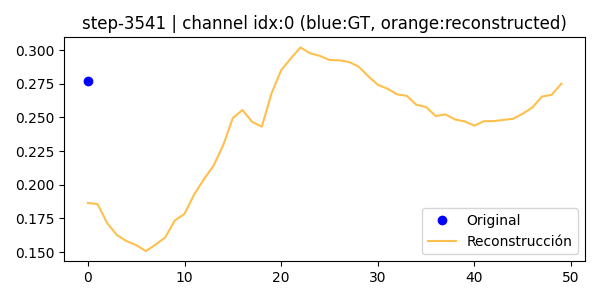 step-3541 | channel idx:0 (blue:GT, orange:reconstructed)
0.300
0.275
0.250
0.225
0.200
0.175
0.150
0 10 20 30 40 50
Original
Reconstrucción